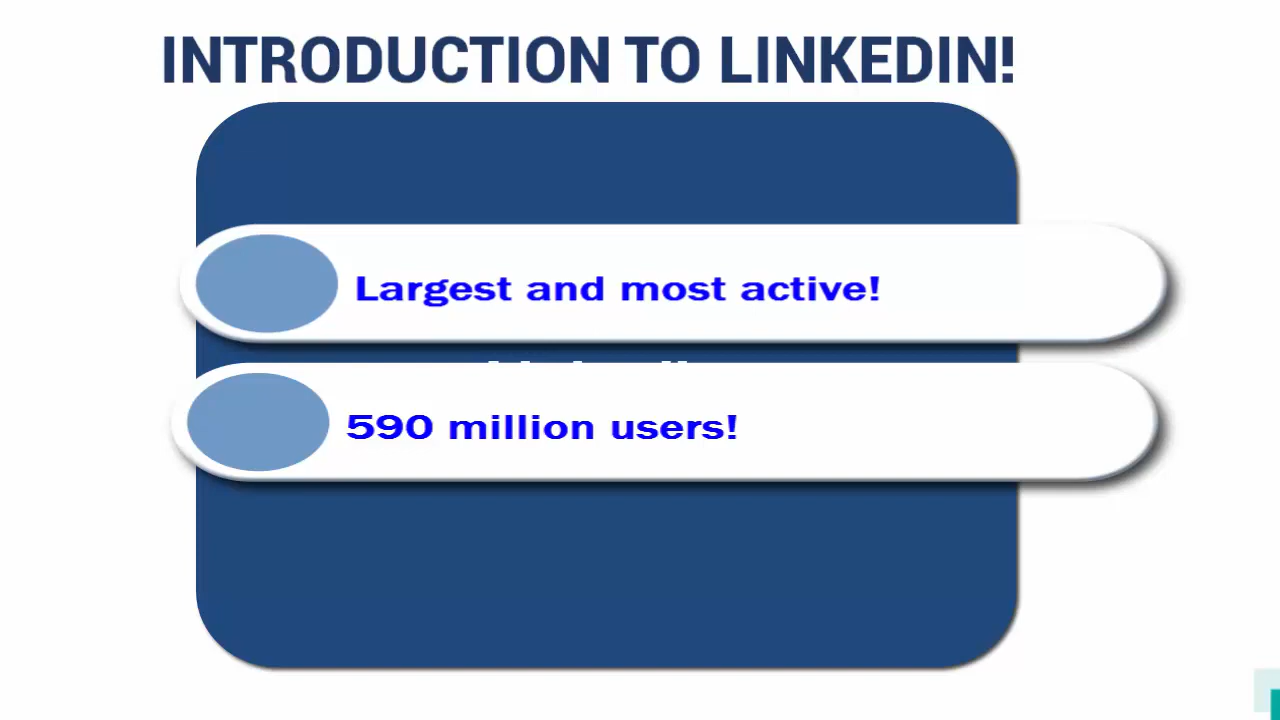 INTRODUCTION TO LINKEDIN!
Largest and most active!
590 million users!